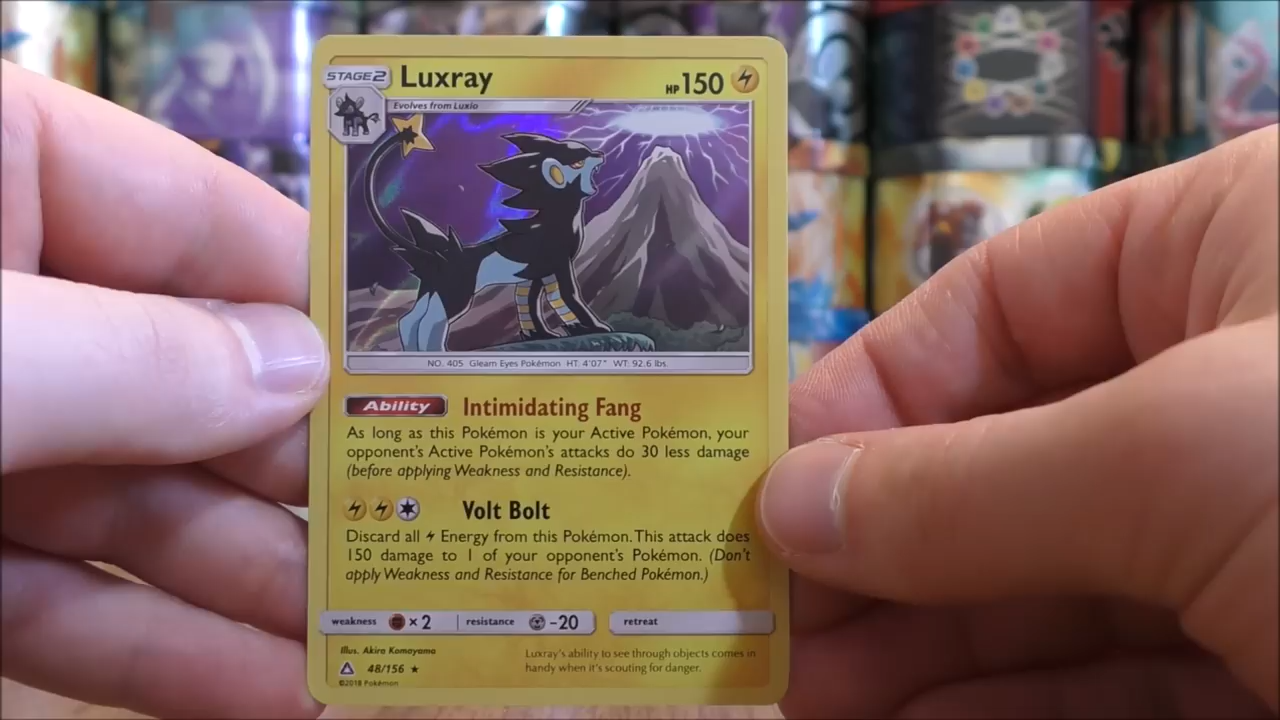 STAGE2 Luxray HP 150
Evolves from Luxio
NO. 405 Gleam Eyes Pokémon HT: 4'07" WT: 92.6 lbs.
Ability Intimidating Fang
As long as this Pokémon is your Active Pokémon, your
opponent's Active Pokémon's attacks do 30 less damage
(before applying Weakness and Resistance).
Volt Bolt
Discard all Energy from this Pokémon. This attack does
150 damage to 1 of your opponent's Pokémon. (Don't
apply Weakness and Resistance for Benched Pokémon.)
weakness × 2 resistance -20 retreat
Illus. Akira Komayama
48/156
©2018 Pokémon
Luxray's ability to see through objects comes in
handy when it's scouting for danger.